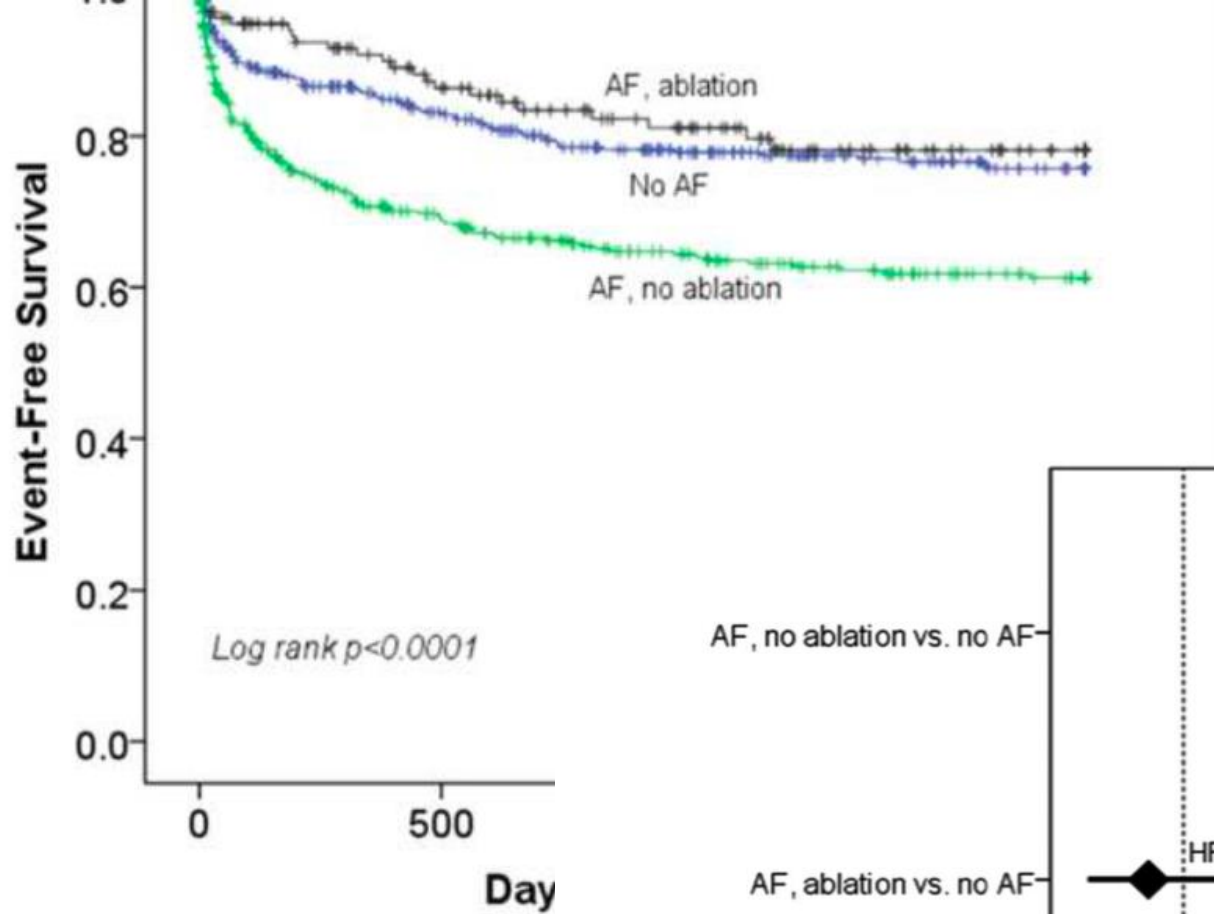 AF, ablation
0.8
No AF
0.6
AF, no ablation
Event-Free Survival
0.4
0.2
Log rank p<0.0001
AF, no ablation vs. no AF
0.0
0 500
AF, ablation vs. no AF